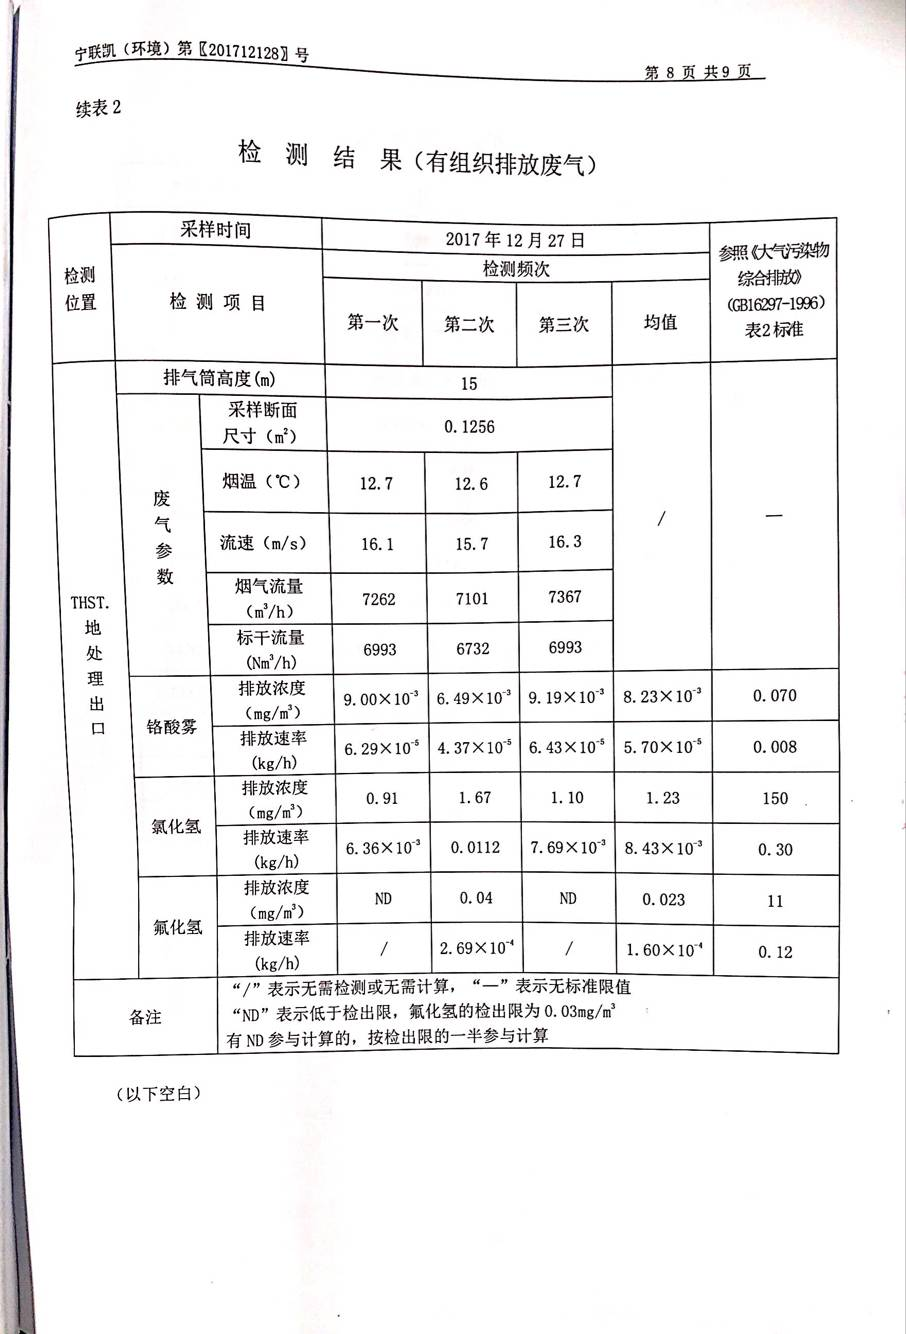 宁联凯（环境）第〖201712128〗号
第 8 页 共9 页
续表 2
检 测 结 果（有组织排放废气）
检测位置 采样时间 2017 年 12 月 27 日 参照《大气污染物综合排放》（GB16297-1996）表2 标准
检 测 项 目 检测频次
第一次 第二次 第三次 均值
THST.地处理出口 排气筒高度(m) 15 / —
废气参数 采样断面尺寸（m²） 0.1256
烟温（℃） 12.7 12.6 12.7
流速（m/s） 16.1 15.7 16.3
烟气流量（m³/h） 7262 7101 7367
标干流量(Nm³/h) 6993 6732 6993
铬酸雾 排放浓度（mg/m³） 9.00×10⁻³ 6.49×10⁻³ 9.19×10⁻³ 8.23×10⁻³ 0.070
排放速率(kg/h) 6.29×10⁻⁵ 4.37×10⁻⁵ 6.43×10⁻⁵ 5.70×10⁻⁵ 0.008
氯化氢 排放浓度（mg/m³） 0.91 1.67 1.10 1.23 150
排放速率(kg/h) 6.36×10⁻³ 0.0112 7.69×10⁻³ 8.43×10⁻³ 0.30
氟化氢 排放浓度（mg/m³） ND 0.04 ND 0.023 11
排放速率(kg/h) / 2.69×10⁻⁴ / 1.60×10⁻⁴ 0.12
备注 “/”表示无需检测或无需计算，“—”表示无标准限值
“ND”表示低于检出限，氟化氢的检出限为 0.03mg/m³
有 ND 参与计算的，按检出限的一半参与计算
（以下空白）